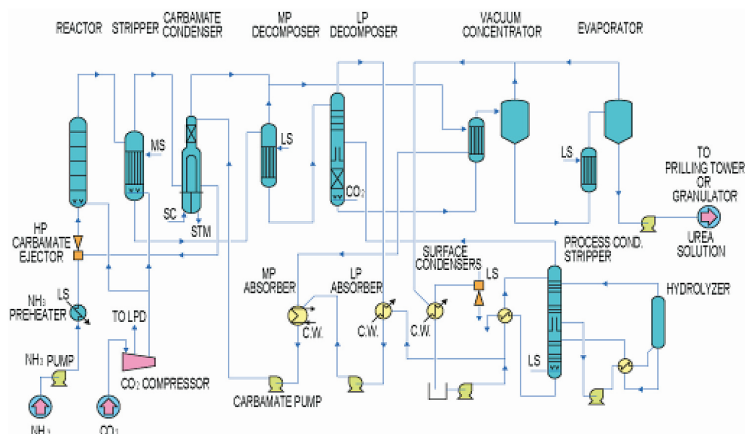 REACTOR
STRIPPER
CARBAMATE
CONDENSER
MP
DECOMPOSER
LP
DECOMPOSER
VACUUM
CONCENTRATOR
EVAPORATOR
MS
LS
CO2
LS
SC
STM
TO
PRILLING TOWER
OR
GRANULATOR
UREA
SOLUTION
HP
CARBAMATE
EJECTOR
MP
ABSORBER
LP
ABSORBER
SURFACE
CONDENSERS
LS
PROCESS COND.
STRIPPER
HYDROLYZER
NH3
PREHEATER
LS
TO LPD
C.W.
C.W.
C.W.
LS
NH3 PUMP
CO2 COMPRESSOR
CARBAMATE PUMP
NH3
CO2